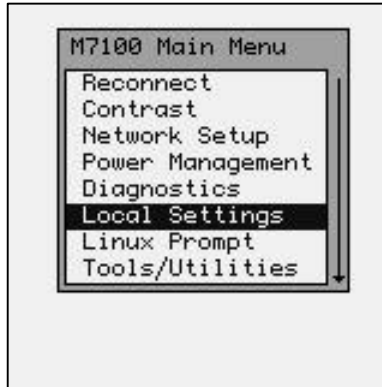 M7100 Main Menu
Reconnect
Contrast
Network Setup
Power Management
Diagnostics
Local Settings
Linux Prompt
Tools/Utilities